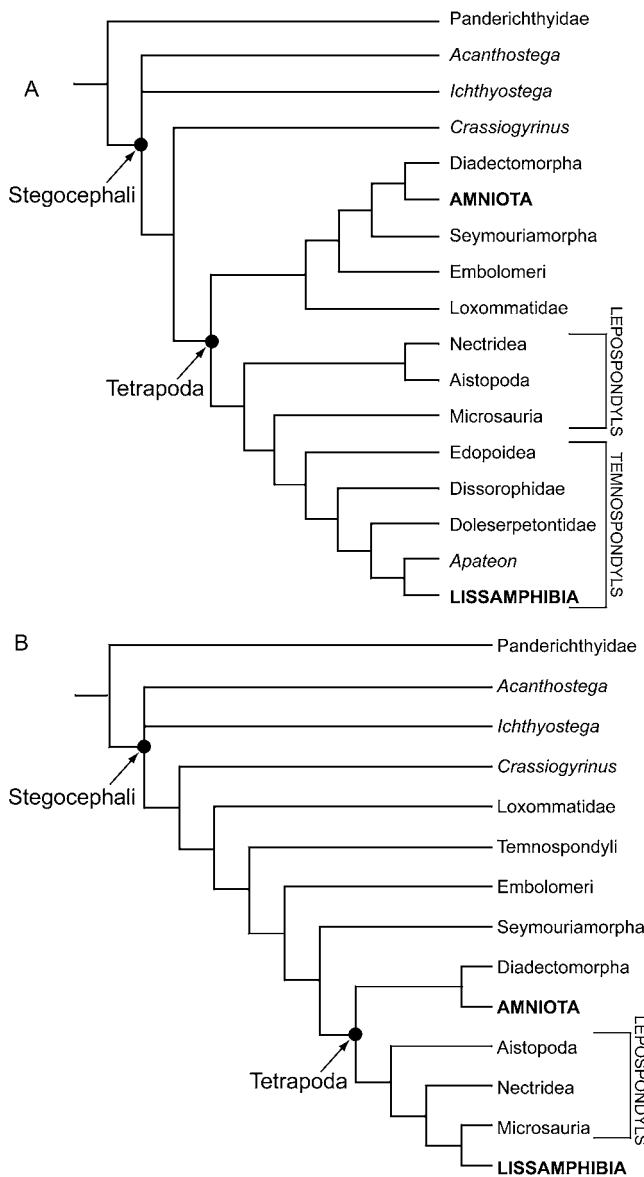 A
Panderichthyidae
Acanthostega
Ichthyostega
Crassiogyrinus
Stegocephali
Diadectomorpha
AMNIOTA
Seymouriamorpha
Embolomeri
Loxommatidae
Tetrapoda
Nectridea
Aistopoda
Microsauria
LEPOSPONDYLS
Edopoidea
Dissorophidae
Doleserpetontidae
Apateon
LISSAMPHIBIA
TEMNOSPONDYLS
B
Panderichthyidae
Acanthostega
Ichthyostega
Crassiogyrinus
Stegocephali
Loxommatidae
Temnospondyli
Embolomeri
Seymouriamorpha
Diadectomorpha
AMNIOTA
Tetrapoda
Aistopoda
Nectridea
Microsauria
LISSAMPHIBIA
LEPOSPONDYLS